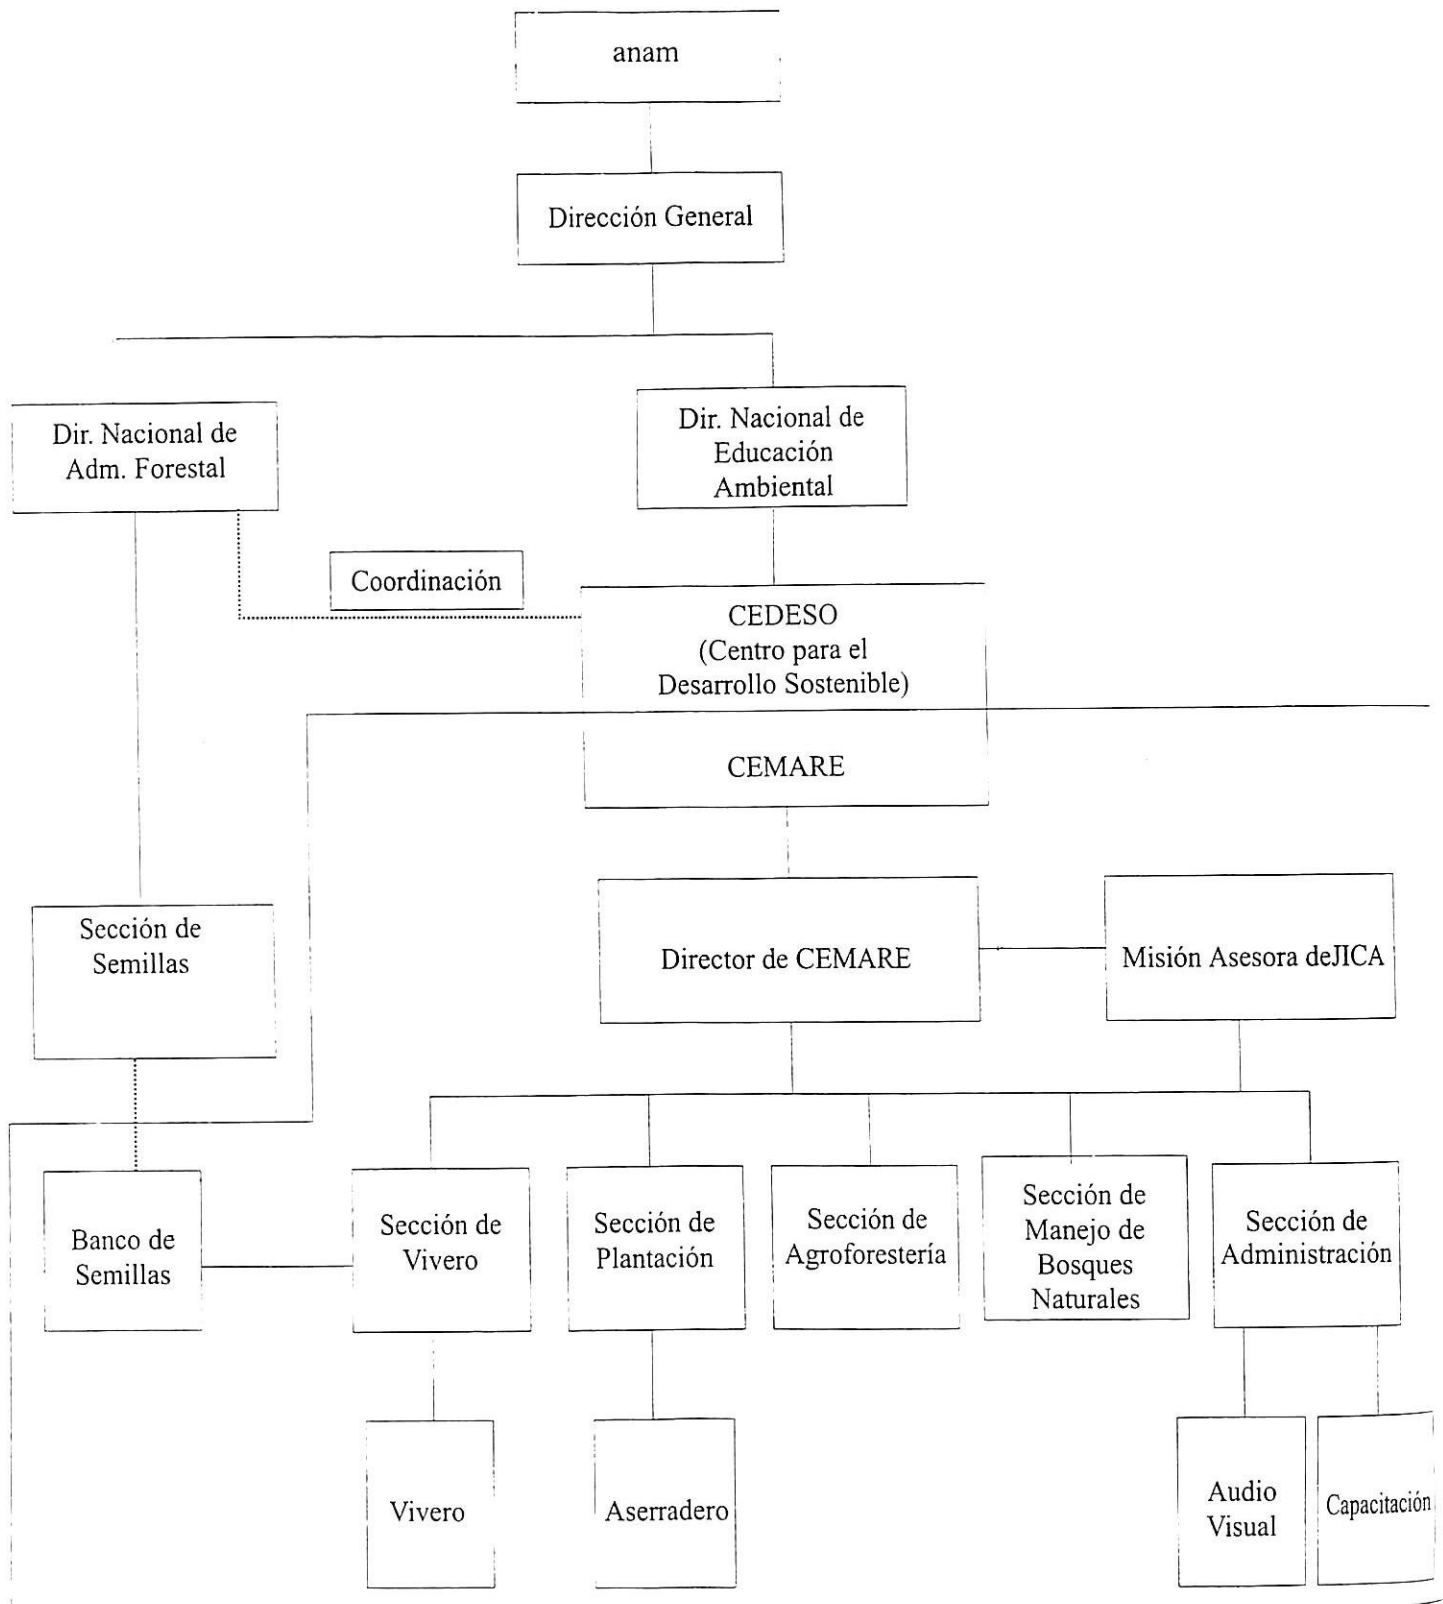 anam
Dirección General
Dir. Nacional de
Adm. Forestal
Dir. Nacional de
Educación
Ambiental
Coordinación
CEDESO
(Centro para el
Desarrollo Sostenible)
CEMARE
Sección de
Semillas
Director de CEMARE
Misión Asesora deJICA
Banco de
Semillas
Sección de
Vivero
Sección de
Plantación
Sección de
Agroforestería
Sección de
Manejo de
Bosques
Naturales
Sección de
Administración
Vivero
Aserradero
Audio
Visual
Capacitación